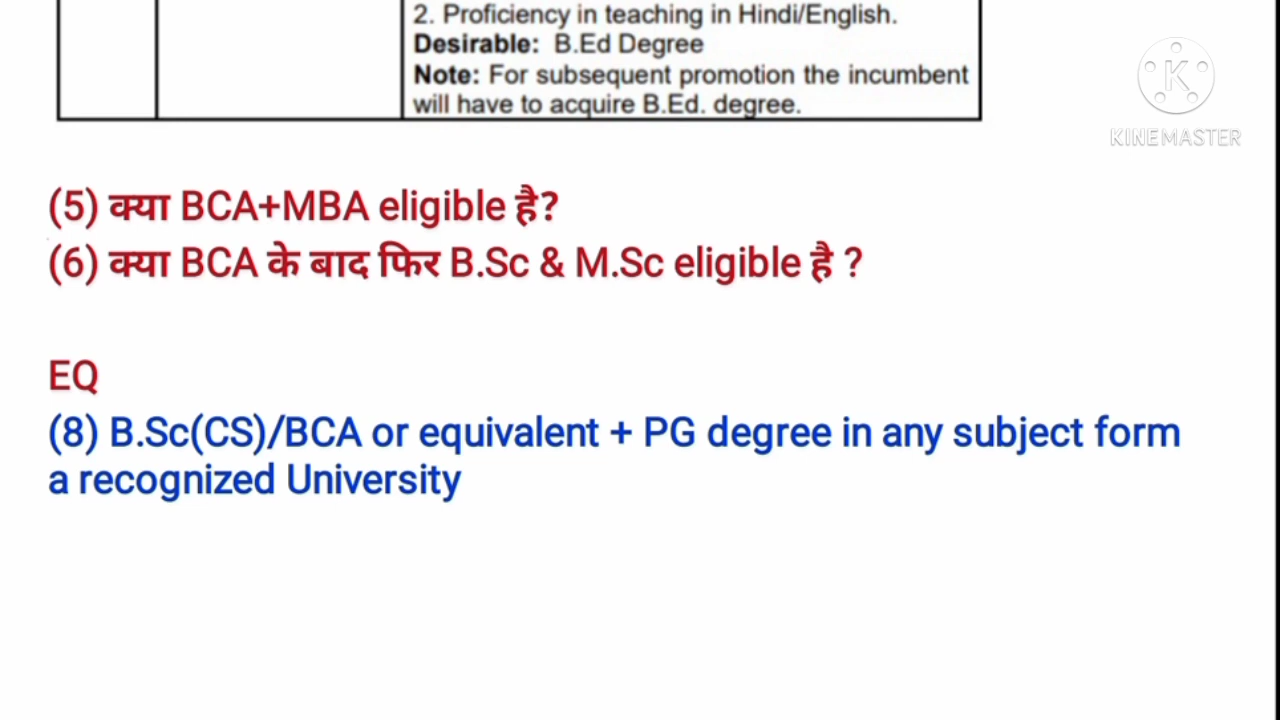 2. Proficiency in teaching in Hindi/English.
Desirable: B.Ed Degree
Note: For subsequent promotion the incumbent
will have to acquire B.Ed. degree.
K
KINEMASTER
(5) क्या BCA+MBA eligible है?
(6) क्या BCA के बाद फिर B.Sc & M.Sc eligible है ?
EQ
(8) B.Sc(CS)/BCA or equivalent + PG degree in any subject form
a recognized University